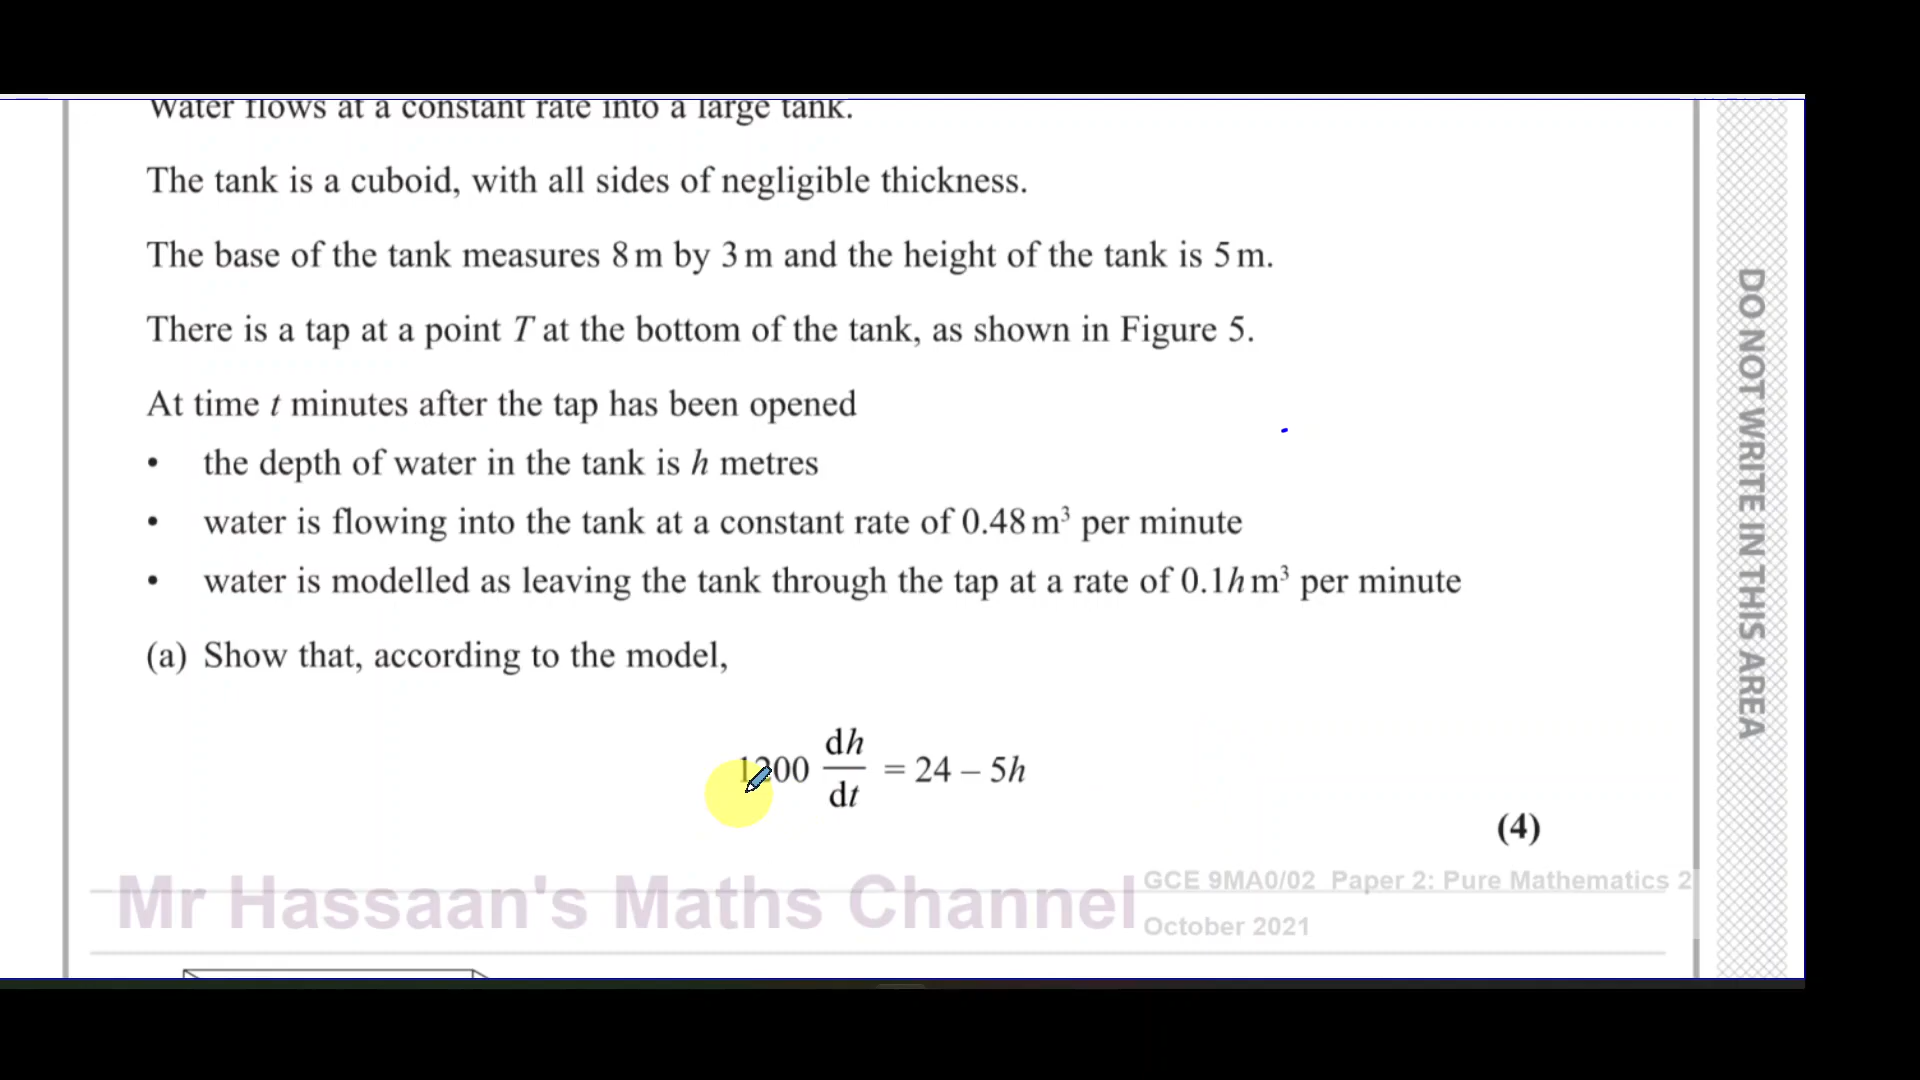 Water flows at a constant rate into a large tank.
The tank is a cuboid, with all sides of negligible thickness.
The base of the tank measures 8 m by 3 m and the height of the tank is 5 m.
There is a tap at a point T at the bottom of the tank, as shown in Figure 5.
At time t minutes after the tap has been opened
• the depth of water in the tank is h metres
• water is flowing into the tank at a constant rate of 0.48 m³ per minute
• water is modelled as leaving the tank through the tap at a rate of 0.1h m³ per minute
(a) Show that, according to the model,
1200 dh/dt = 24 – 5h
(4)
Mr Hassaan's Maths Channel
GCE 9MA0/02 Paper 2: Pure Mathematics 2
October 2021
DO NOT WRITE IN THIS AREA